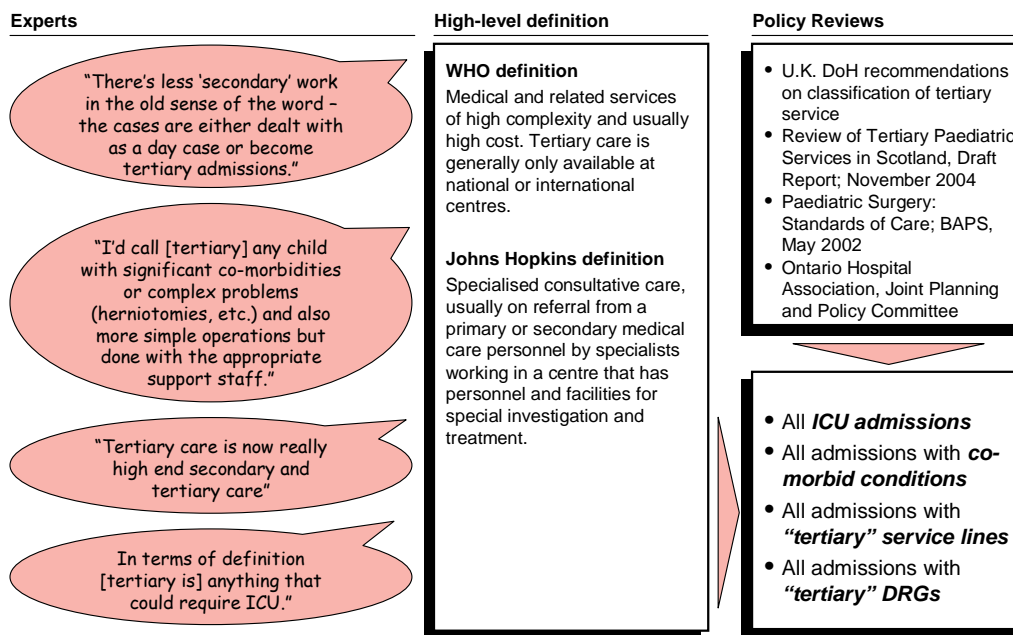 Experts
“There’s less ‘secondary’ work
in the old sense of the word –
the cases are either dealt with
as a day case or become
tertiary admissions.”
“I’d call [tertiary] any child
with significant co-morbidities
or complex problems
(herniotomies, etc.) and also
more simple operations but
done with the appropriate
support staff.”
“Tertiary care is now really
high end secondary and
tertiary care”
In terms of definition
[tertiary is] anything that
could require ICU.”
High-level definition
WHO definition
Medical and related services
of high complexity and usually
high cost. Tertiary care is
generally only available at
national or international
centres.
Johns Hopkins definition
Specialised consultative care,
usually on referral from a
primary or secondary medical
care personnel by specialists
working in a centre that has
personnel and facilities for
special investigation and
treatment.
Policy Reviews
• U.K. DoH recommendations
on classification of tertiary
service
• Review of Tertiary Paediatric
Services in Scotland, Draft
Report; November 2004
• Paediatric Surgery:
Standards of Care; BAPS,
May 2002
• Ontario Hospital
Association, Joint Planning
and Policy Committee
• All ICU admissions
• All admissions with co-
morbid conditions
• All admissions with
“tertiary” service lines
• All admissions with
“tertiary” DRGs